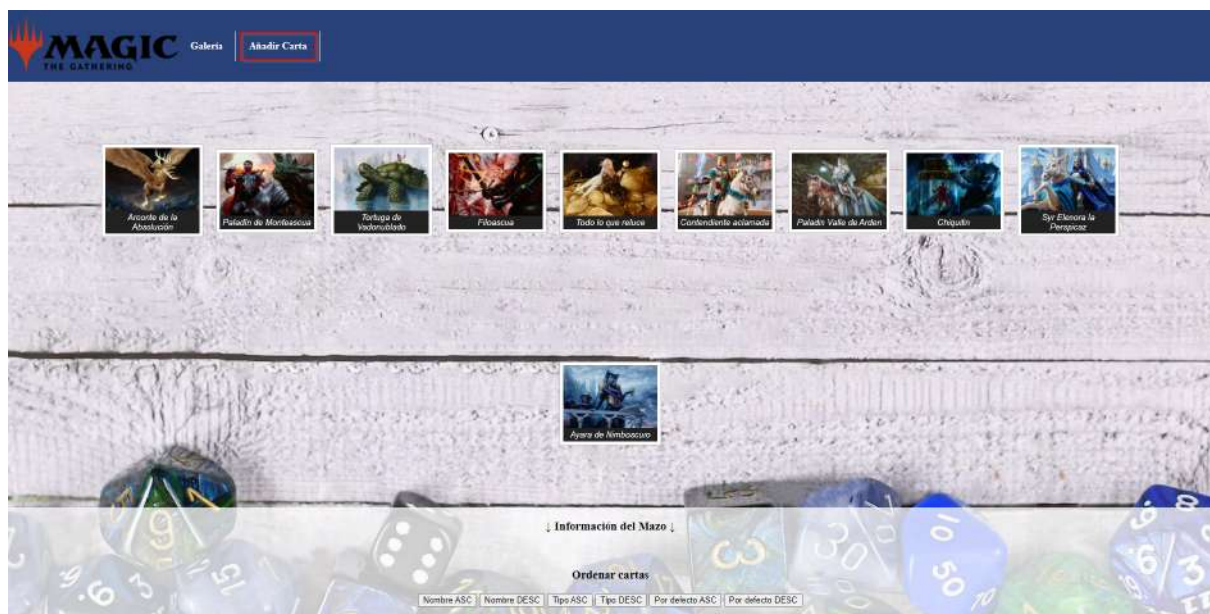 MAGIC
THE GATHERING
Galería
Añadir Carta
Arconte de la
Absolución
Paladín de Monteascua
Tortuga de
Vadonublado
Filoascua
Todo lo que reluce
Contendiente aclamada
Paladín Valle de Arden
Chiquitín
Syr Elenora la
Perspicaz
Ayara de Nimboscuro
↓ Información del Mazo ↓
Ordenar cartas
Nombre ASC
Nombre DESC
Tipo ASC
Tipo DESC
Por defecto ASC
Por defecto DESC